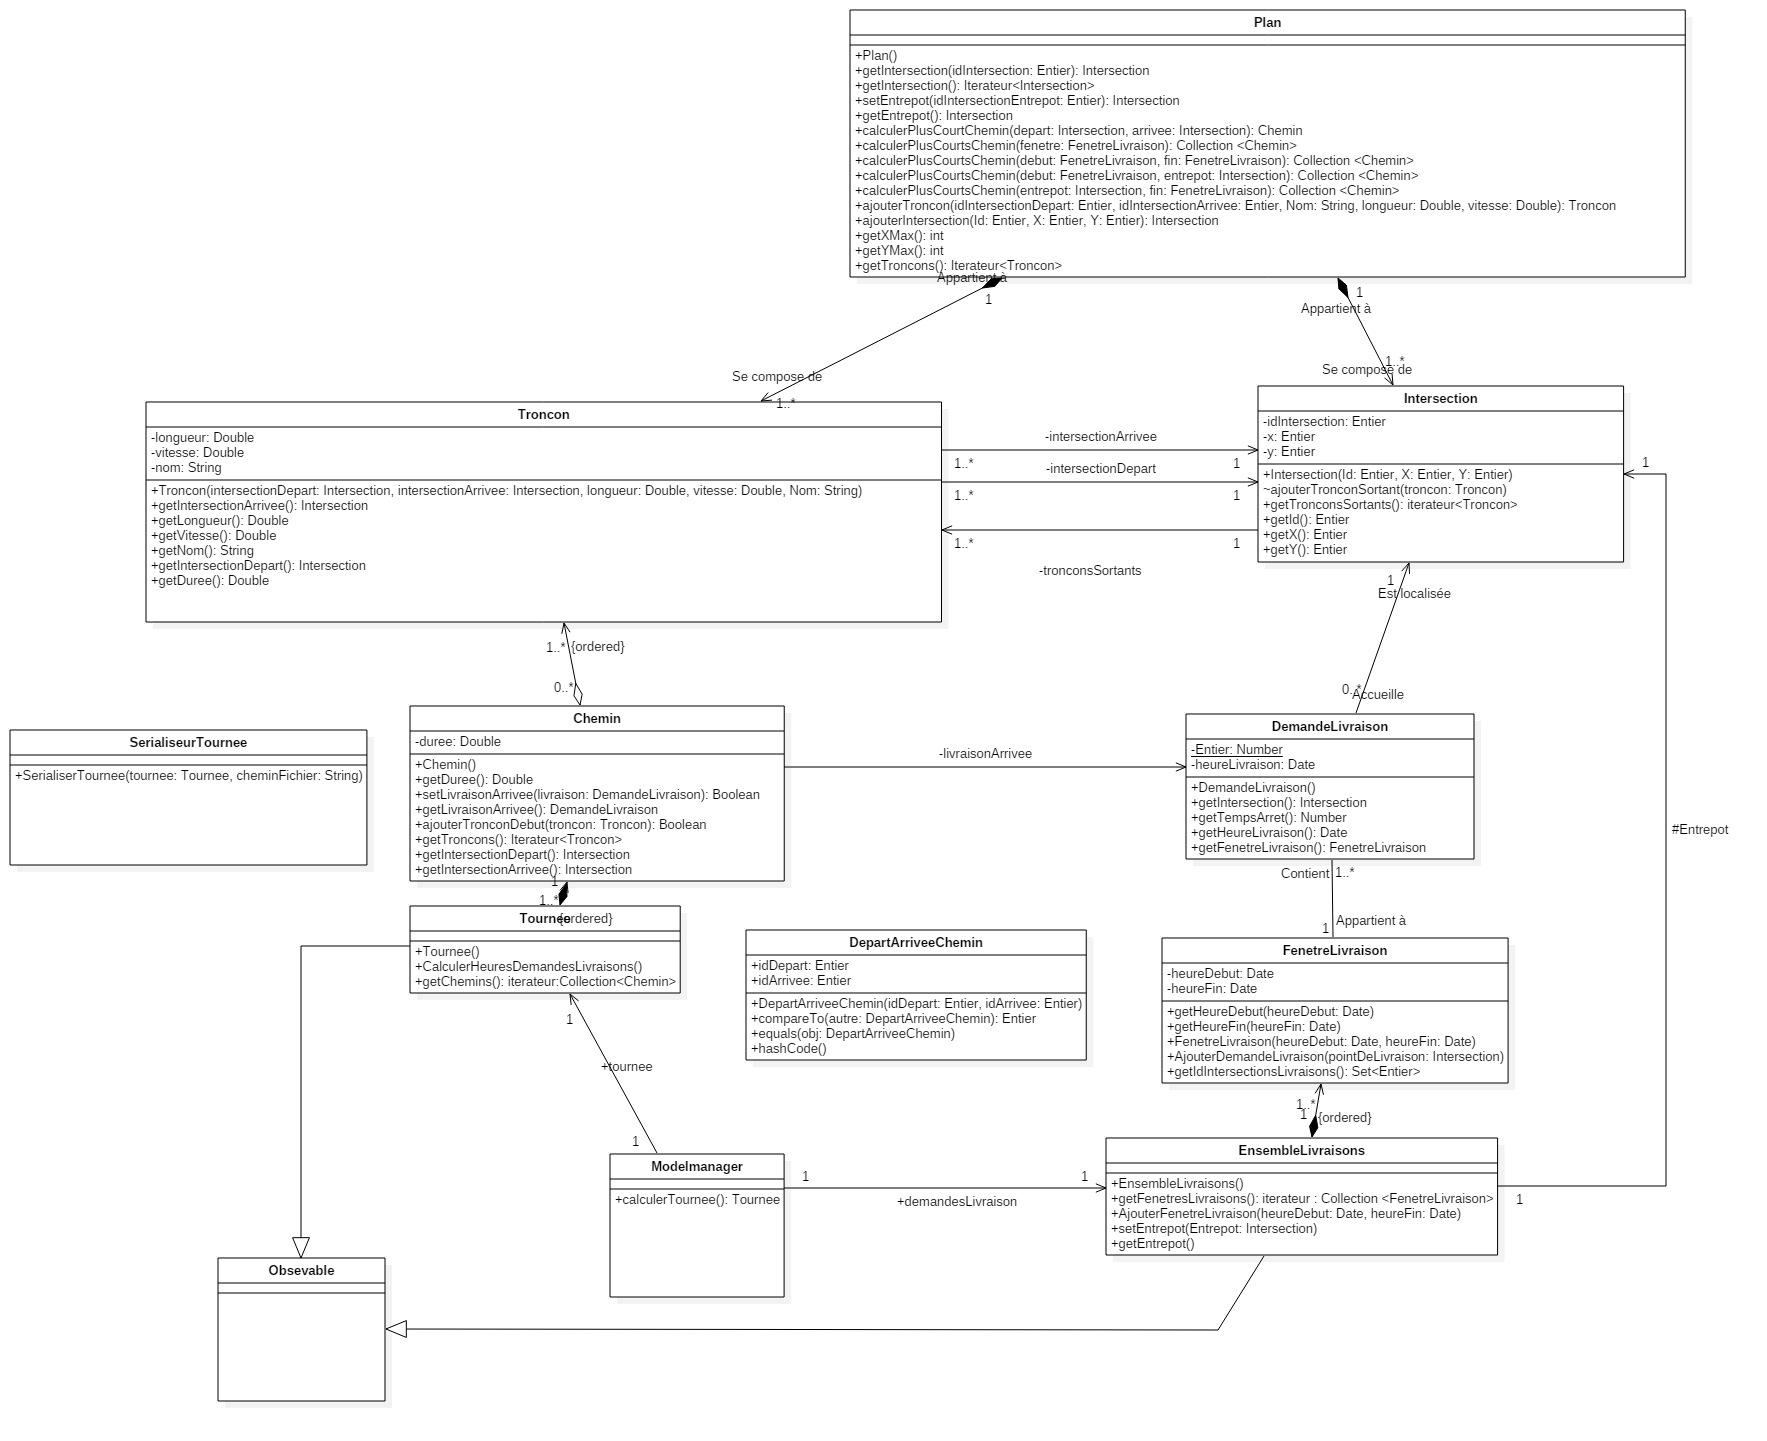 Plan
+Plan()
+getIntersection(idIntersection: Entier): Intersection
+getIntersection(): Iterateur<Intersection>
+setEntrepot(idIntersectionEntrepot: Entier): Intersection
+getEntrepot(): Intersection
+calculerPlusCourtChemin(depart: Intersection, arrivee: Intersection): Chemin
+calculerPlusCourtsChemin(fenetre: FenetreLivraison): Collection <Chemin>
+calculerPlusCourtsChemin(debut: FenetreLivraison, fin: FenetreLivraison): Collection <Chemin>
+calculerPlusCourtsChemin(debut: FenetreLivraison, entrepot: Intersection): Collection <Chemin>
+calculerPlusCourtsChemin(entrepot: Intersection, fin: FenetreLivraison): Collection <Chemin>
+ajouterTroncon(idIntersectionDepart: Entier, idIntersectionArrivee: Entier, Nom: String, longueur: Double, vitesse: Double): Troncon
+ajouterIntersection(Id: Entier, X: Entier, Y: Entier): Intersection
+getXMax(): int
+getYMax(): int
+getTroncons(): Iterateur<Troncon>
Appartient à
1
1
Appartient à
Se compose de
1..*
1..*
Se compose de
Troncon
-longueur: Double
-vitesse: Double
-nom: String
+Troncon(intersectionDepart: Intersection, intersectionArrivee: Intersection, longueur: Double, vitesse: Double, Nom: String)
+getIntersectionArrivee(): Intersection
+getLongueur(): Double
+getVitesse(): Double
+getNom(): String
+getIntersectionDepart(): Intersection
+getDuree(): Double
-intersectionArrivee
1..*
1
-intersectionDepart
1..*
1
1..*
1
-tronconsSortants
Intersection
-idIntersection: Entier
-x: Entier
-y: Entier
+Intersection(Id: Entier, X: Entier, Y: Entier)
~ajouterTronconSortant(troncon: Troncon)
+getTronconsSortants(): iterateur<Troncon>
+getId(): Entier
+getX(): Entier
+getY(): Entier
1
1
Est localisée
0..*
Accueille
1..*
{ordered}
0..*
SerialiseurTournee
+SerialiserTournee(tournee: Tournee, cheminFichier: String)
Chemin
-duree: Double
+Chemin()
+getDuree(): Double
+setLivraisonArrivee(livraison: DemandeLivraison): Boolean
+getLivraisonArrivee(): DemandeLivraison
+ajouterTronconDebut(troncon: Troncon): Boolean
+getTroncons(): Iterateur<Troncon>
+getIntersectionDepart(): Intersection
+getIntersectionArrivee(): Intersection
-livraisonArrivee
DemandeLivraison
-Entier: Number
-heureLivraison: Date
+DemandeLivraison()
+getIntersection(): Intersection
+getTempsArret(): Number
+getHeureLivraison(): Date
+getFenetreLivraison(): FenetreLivraison
#Entrepot
1
1..*
{ordered}
Tournee
+Tournee()
+CalculerHeuresDemandesLivraisons()
+getChemins(): iterateur:Collection<Chemin>
Contient
1..*
1
Appartient à
DepartArriveeChemin
+idDepart: Entier
+idArrivee: Entier
+DepartArriveeChemin(idDepart: Entier, idArrivee: Entier)
+compareTo(autre: DepartArriveeChemin): Entier
+equals(obj: DepartArriveeChemin)
+hashCode()
FenetreLivraison
-heureDebut: Date
-heureFin: Date
+getHeureDebut(heureDebut: Date)
+getHeureFin(heureFin: Date)
+FenetreLivraison(heureDebut: Date, heureFin: Date)
+AjouterDemandeLivraison(pointDeLivraison: Intersection)
+getIdIntersectionsLivraisons(): Set<Entier>
1
+tournee
1
1..*
1
{ordered}
Modelmanager
+calculerTournee(): Tournee
1
1
+demandesLivraison
EnsembleLivraisons
+EnsembleLivraisons()
+getFenetresLivraisons(): iterateur : Collection <FenetreLivraison>
+AjouterFenetreLivraison(heureDebut: Date, heureFin: Date)
+setEntrepot(Entrepot: Intersection)
+getEntrepot()
1
Obsevable